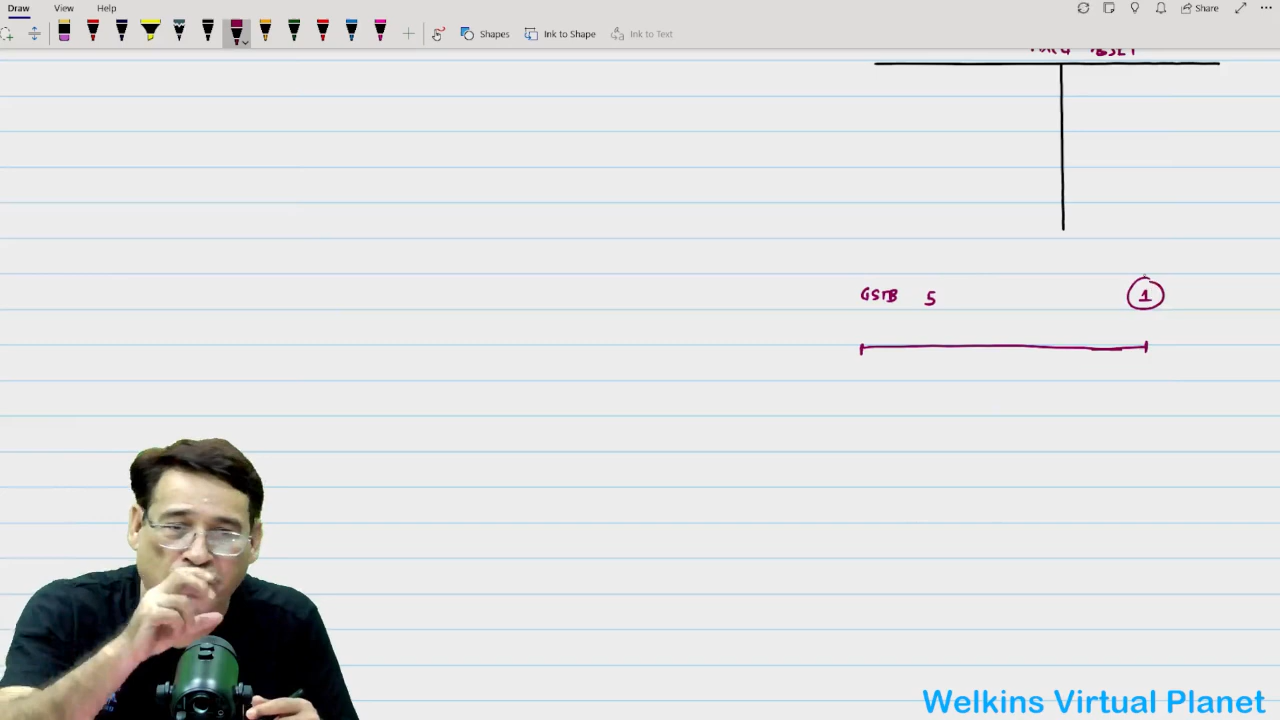 Draw View Help Share
Shapes Ink to Shape Ink to Text
GSTB 5 1
Welkins Virtual Planet